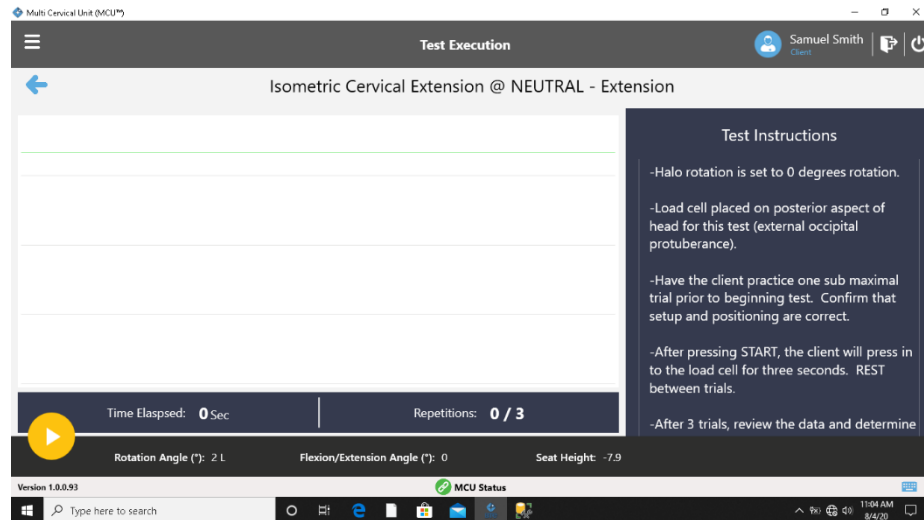 Multi Cervical Unit (MCU™)
Test Execution
Samuel Smith
Client
Isometric Cervical Extension @ NEUTRAL - Extension
Test Instructions
-Halo rotation is set to 0 degrees rotation.
-Load cell placed on posterior aspect of
head for this test (external occipital
protuberance).
-Have the client practice one sub maximal
trial prior to beginning test. Confirm that
setup and positioning are correct.
-After pressing START, the client will press in
to the load cell for three seconds. REST
between trials.
-After 3 trials, review the data and determine
Time Elaspsed: 0 Sec
Repetitions: 0 / 3
Rotation Angle (°): 2 L
Flexion/Extension Angle (°): 0
Seat Height: -7.9
Version 1.0.0.93
MCU Status
Type here to search
11:04 AM
8/4/20